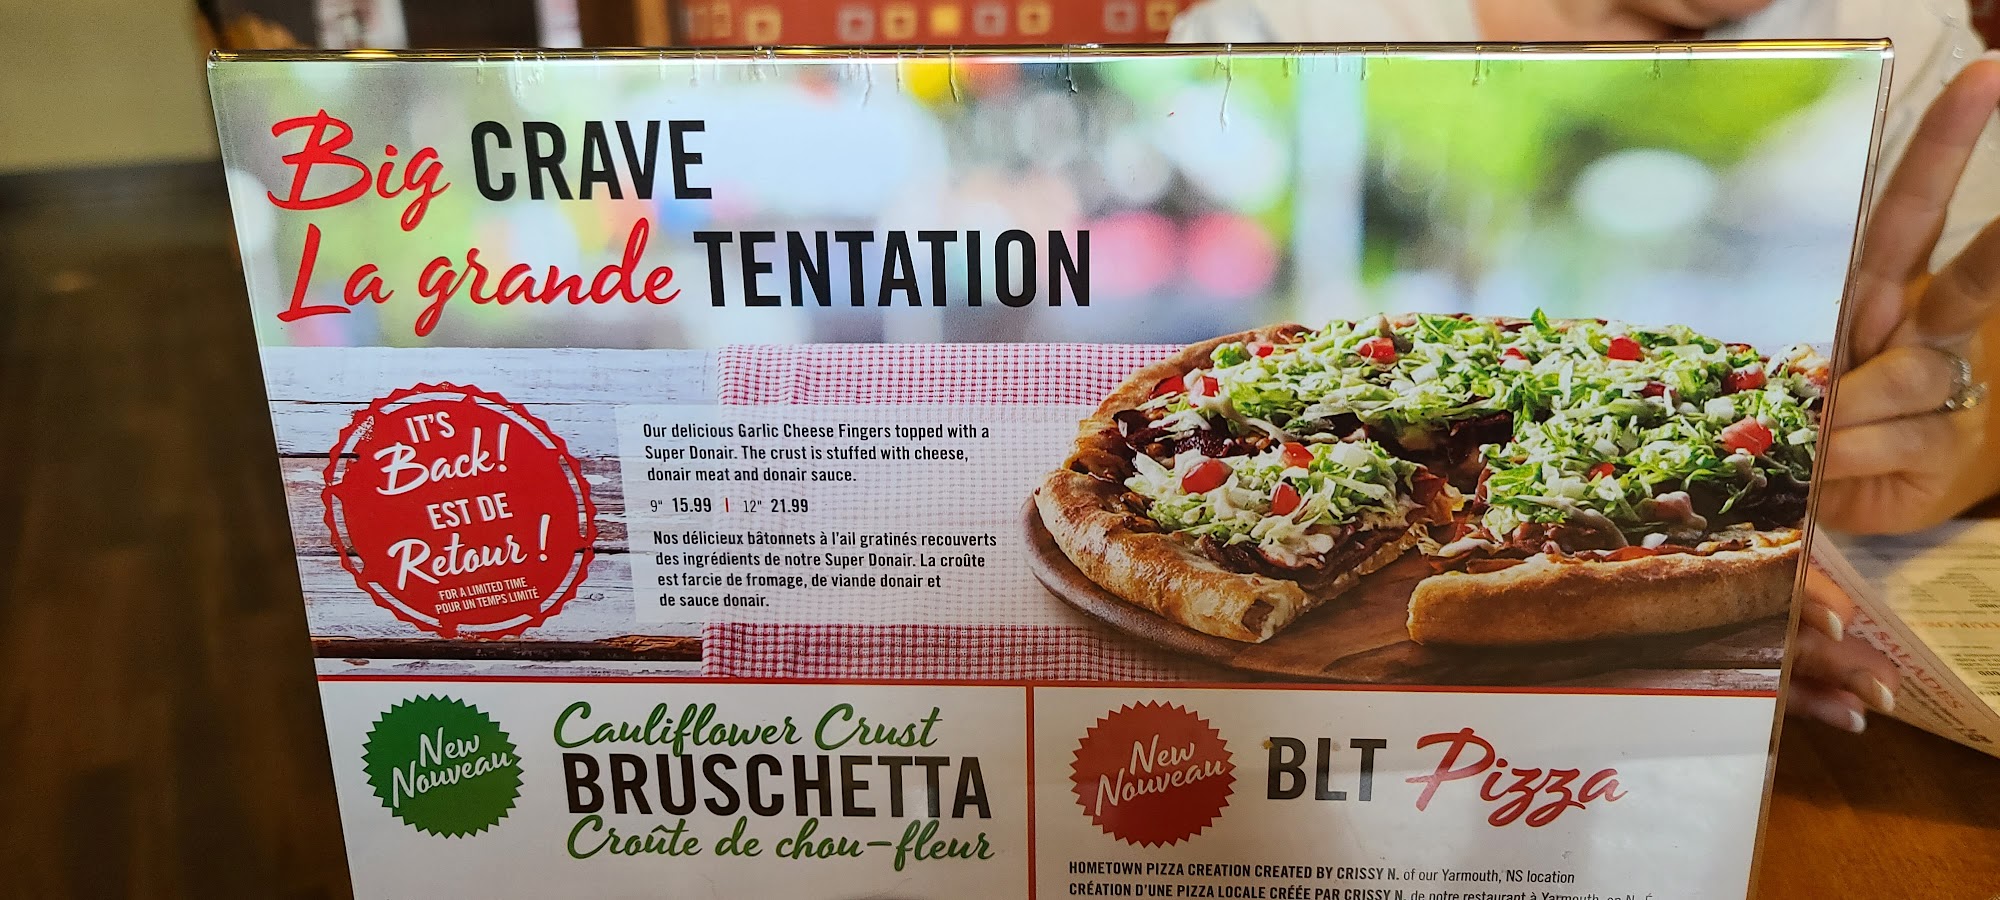 Big CRAVE
La grande TENTATION
IT'S
Back!
EST DE
Retour !
FOR A LIMITED TIME
POUR UN TEMPS LIMITÉ
Our delicious Garlic Cheese Fingers topped with a
Super Donair. The crust is stuffed with cheese,
donair meat and donair sauce.
9" 15.99 | 12" 21.99
Nos délicieux bâtonnets à l'ail gratinés recouverts
des ingrédients de notre Super Donair. La croûte
est farcie de fromage, de viande donair et
de sauce donair.
New
Nouveau
Cauliflower Crust
BRUSCHETTA
Croûte de chou-fleur
New
Nouveau
BLT Pizza
HOMETOWN PIZZA CREATION CREATED BY CRISSY N. of our Yarmouth, NS location
CRÉATION D'UNE PIZZA LOCALE CRÉÉE PAR CRISSY N. de notre restaurant à Yarmouth, en N.-É.